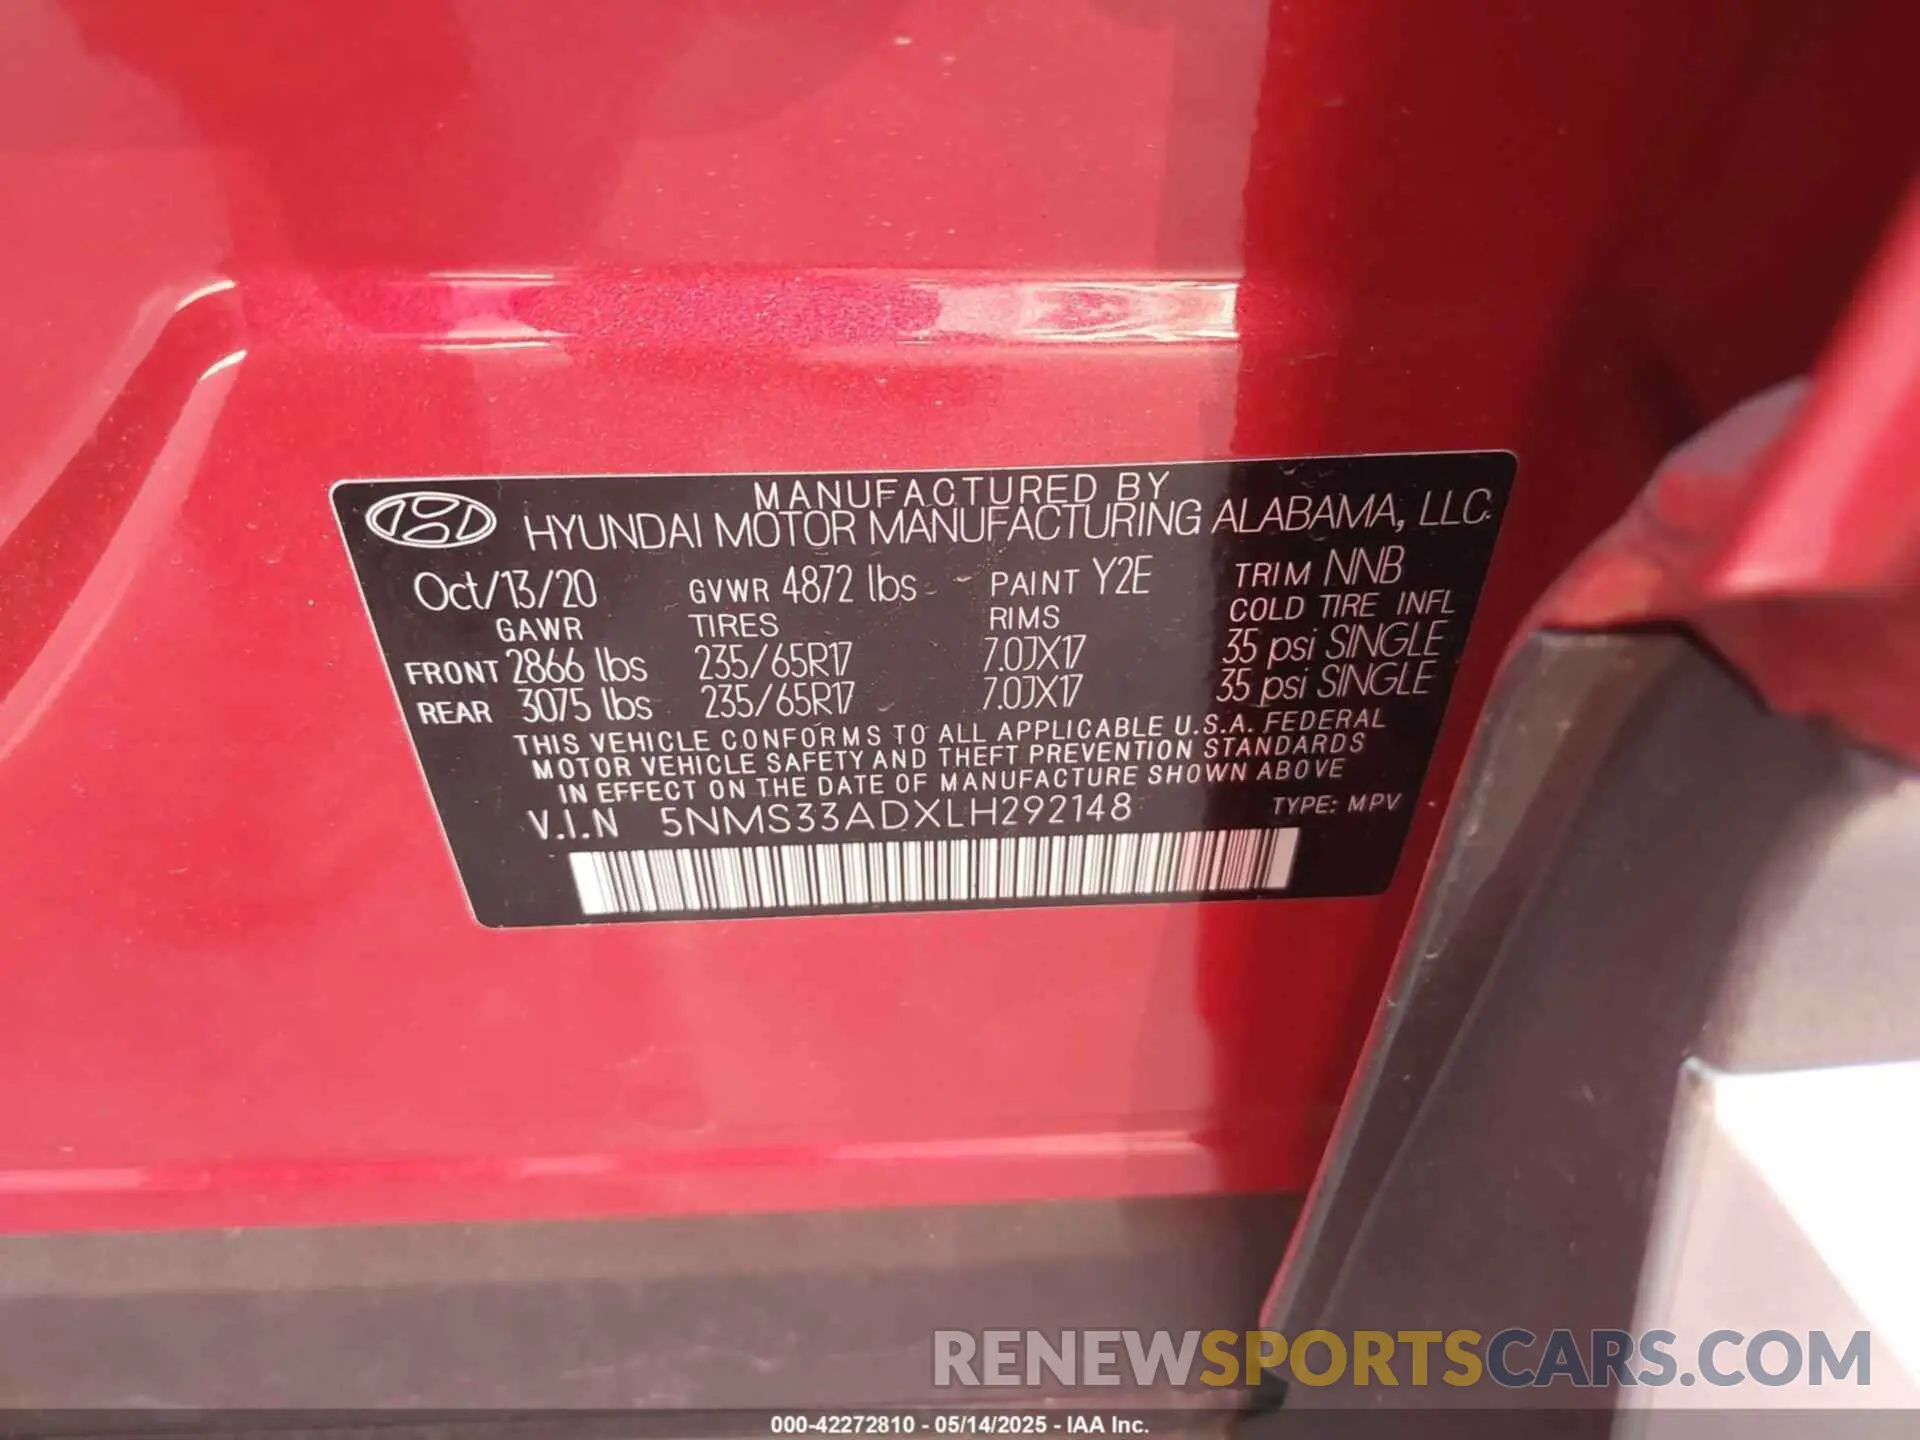 MANUFACTURED BY
HYUNDAI MOTOR MANUFACTURING ALABAMA, LLC.
Oct/13/20 GVWR 4872 lbs PAINT Y2E TRIM NNB
GAWR TIRES RIMS COLD TIRE INFL
FRONT 2866 lbs 235/65R17 7.0JX17 35 psi SINGLE
REAR 3075 lbs 235/65R17 7.0JX17 35 psi SINGLE
THIS VEHICLE CONFORMS TO ALL APPLICABLE U.S.A. FEDERAL
MOTOR VEHICLE SAFETY AND THEFT PREVENTION STANDARDS
IN EFFECT ON THE DATE OF MANUFACTURE SHOWN ABOVE
V.I.N 5NMS33ADXLH292148 TYPE: MPV
RENEWSPORTSCARS.COM
000-42272810 - 05/14/2025 - IAA Inc.